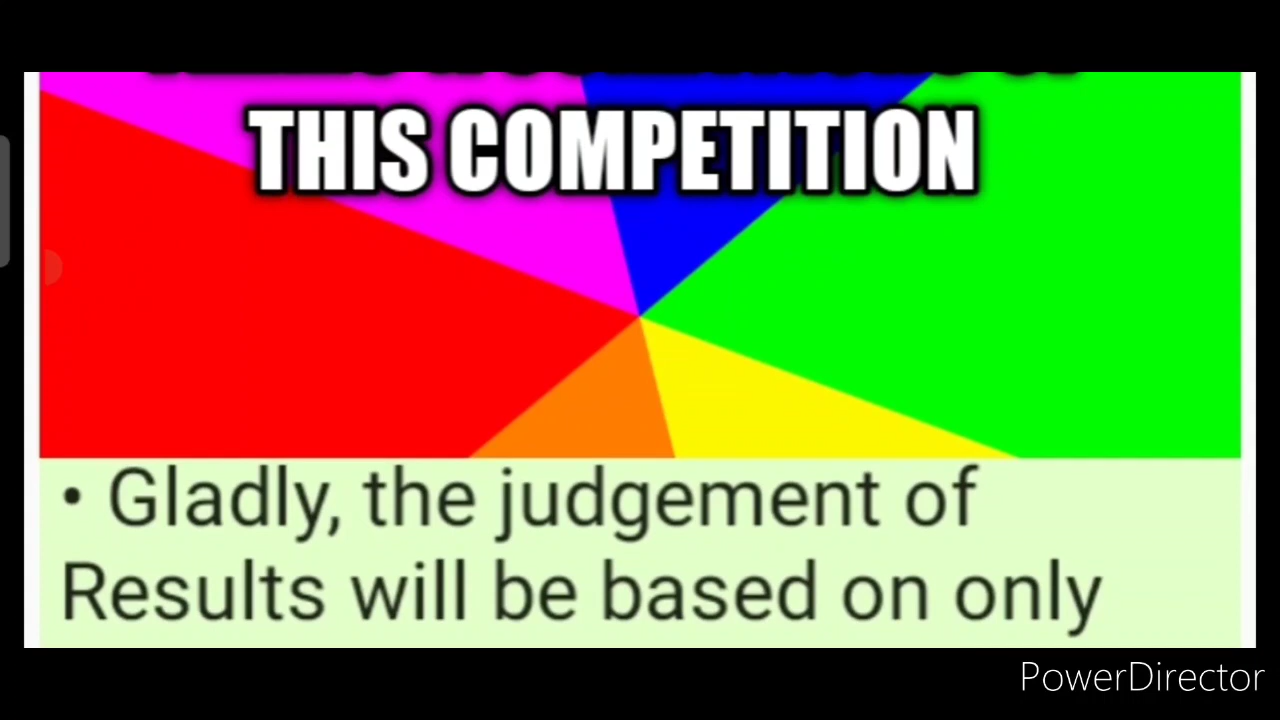 THIS COMPETITION
• Gladly, the judgement of
Results will be based on only
PowerDirector